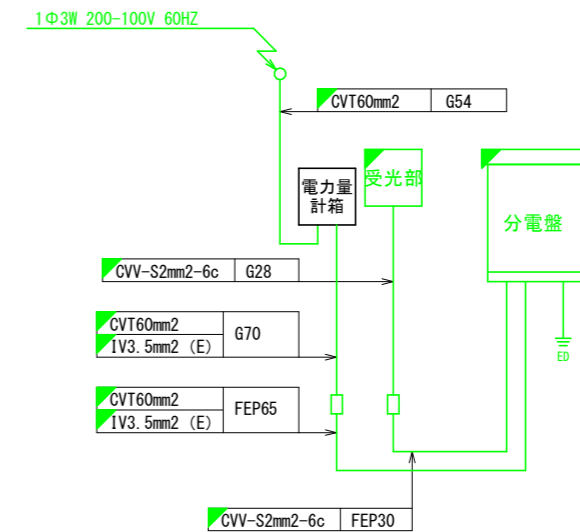 1Φ3W 200-100V 60HZ
CVT60mm2 G54
電力量
計箱
受光部
分電盤
CVV-S2mm2-6c G28
CVT60mm2
IV3.5mm2 (E)
G70
ED
CVT60mm2
IV3.5mm2 (E)
FEP65
CVV-S2mm2-6c FEP30